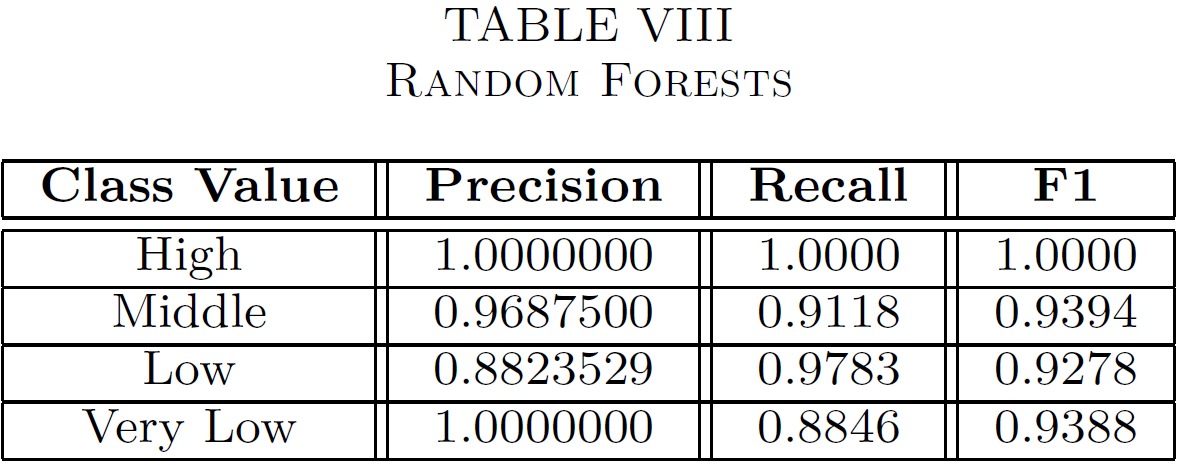 TABLE VIII
RANDOM FORESTS
Class Value Precision Recall F1
High 1.0000000 1.0000 1.0000
Middle 0.9687500 0.9118 0.9394
Low 0.8823529 0.9783 0.9278
Very Low 1.0000000 0.8846 0.9388